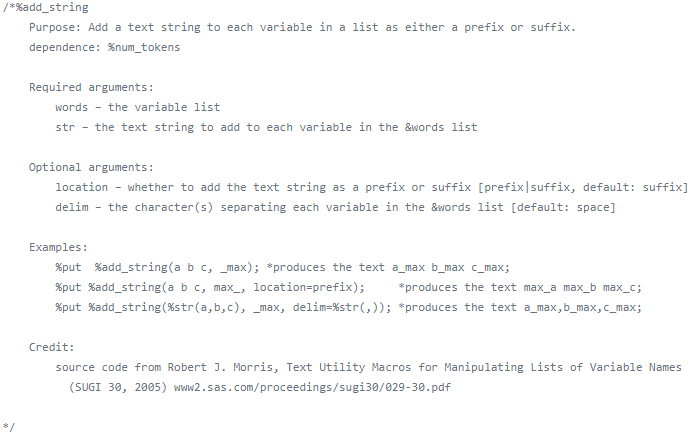 /*%add_string
Purpose: Add a text string to each variable in a list as either a prefix or suffix.
dependence: %num_tokens
Required arguments:
words – the variable list
str – the text string to add to each variable in the &words list
Optional arguments:
location – whether to add the text string as a prefix or suffix [prefix|suffix, default: suffix]
delim – the character(s) separating each variable in the &words list [default: space]
Examples:
%put  %add_string(a b c, _max); *produces the text a_max b_max c_max;
%put %add_string(a b c, max_, location=prefix);     *produces the text max_a max_b max_c;
%put %add_string(%str(a,b,c), _max, delim=%str(,)); *produces the text a_max,b_max,c_max;
Credit:
source code from Robert J. Morris, Text Utility Macros for Manipulating Lists of Variable Names
(SUGI 30, 2005) www2.sas.com/proceedings/sugi30/029-30.pdf
*/